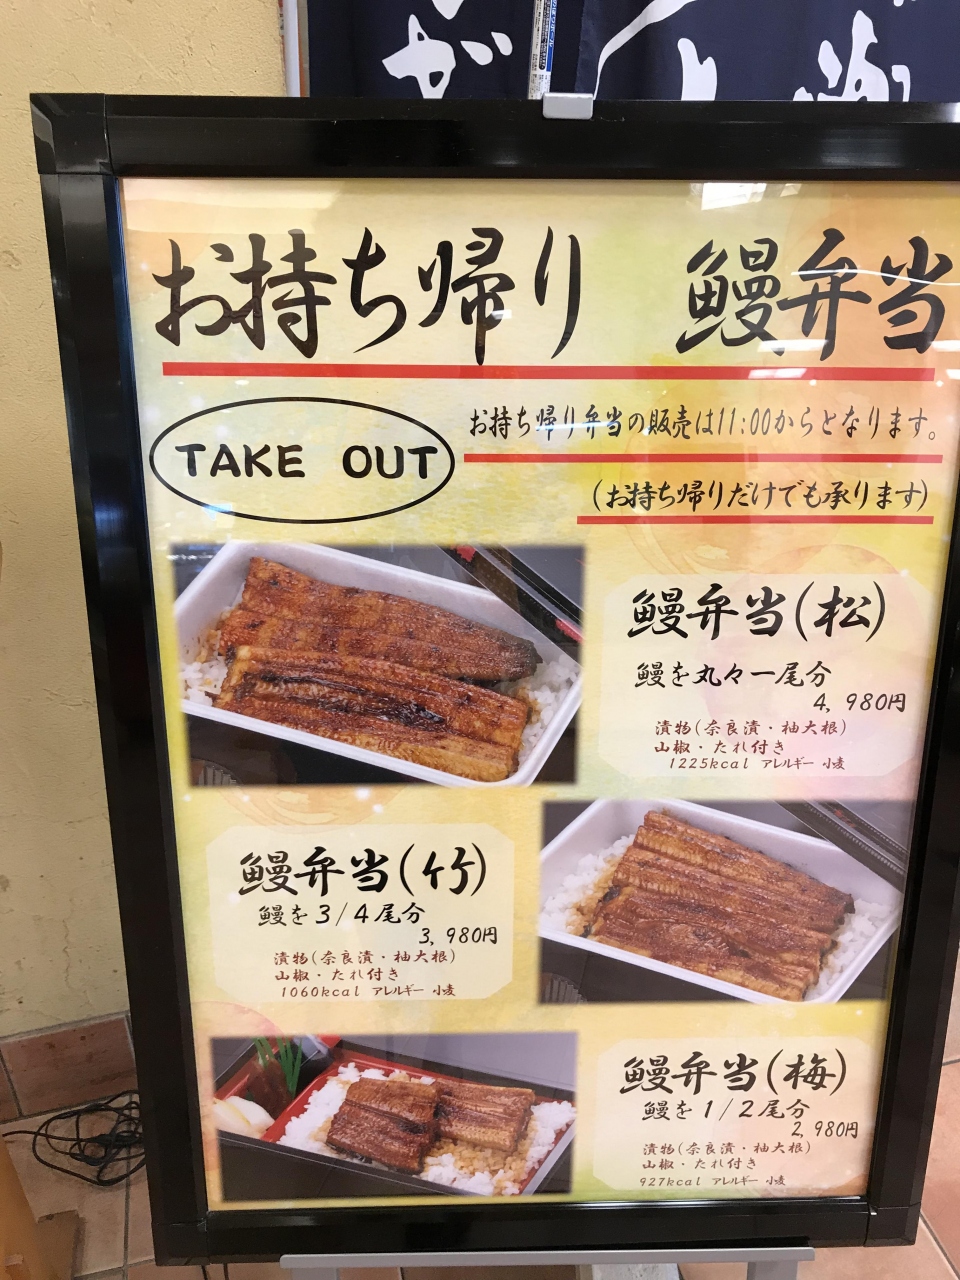 が
お持ち帰り 鰻弁当
TAKE OUT
お持ち帰り弁当の販売は11:00からとなります。
(お持ち帰りだけでも承ります)
鰻弁当(松)
鰻を丸々一尾分
4,980円
漬物(奈良漬・柚大根)
山椒・たれ付き
1225kcal アレルギー 小麦
鰻弁当(竹)
鰻を3/4尾分
3,980円
漬物(奈良漬・柚大根)
山椒・たれ付き
1060kcal アレルギー 小麦
鰻弁当(梅)
鰻を1/2尾分
2,980円
漬物(奈良漬・柚大根)
山椒・たれ付き
927kcal アレルギー 小麦